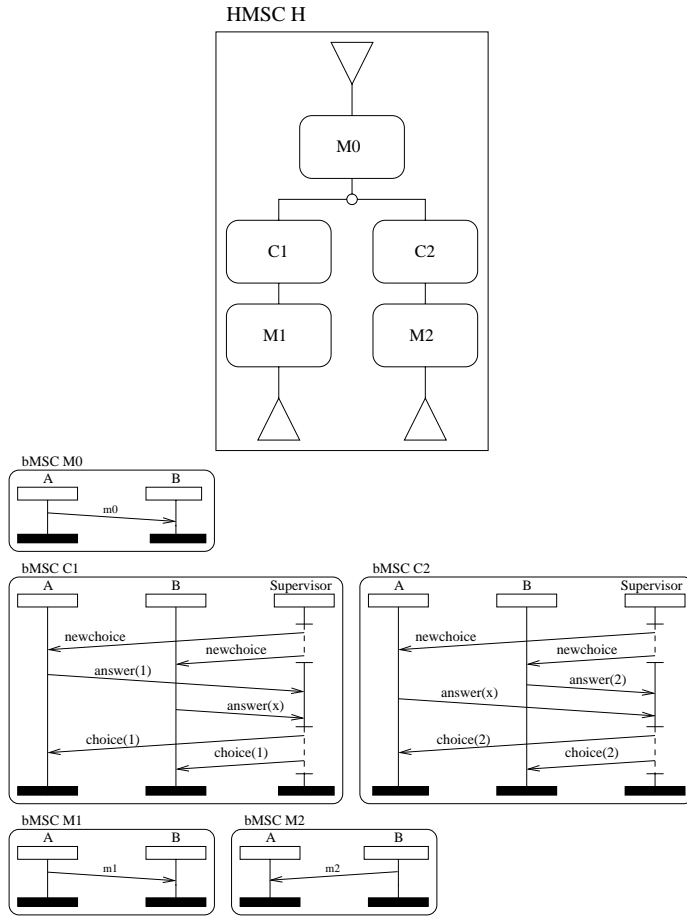 HMSC H
M0
C1 C2
M1 M2
bMSC M0
A B
m0
bMSC C1 bMSC C2
A B Supervisor A B Supervisor
newchoice newchoice
newchoice newchoice
answer(1) answer(2)
answer(x) answer(x)
choice(1) choice(2)
choice(1) choice(2)
bMSC M1 bMSC M2
A B A B
m1 m2